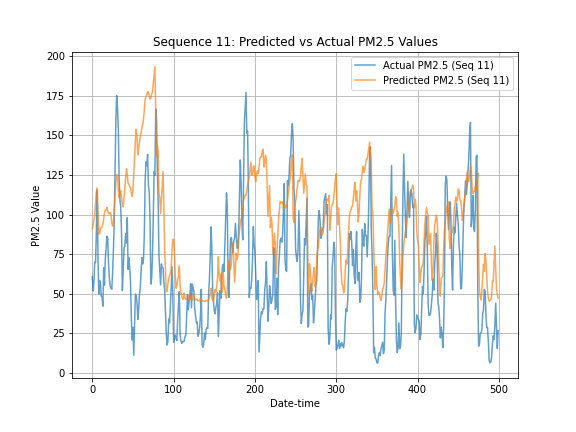 Sequence 11: Predicted vs Actual PM2.5 Values
Actual PM2.5 (Seq 11)
Predicted PM2.5 (Seq 11)
PM2.5 Value
200
175
150
125
100
75
50
25
0
0 100 200 300 400 500
Date-time